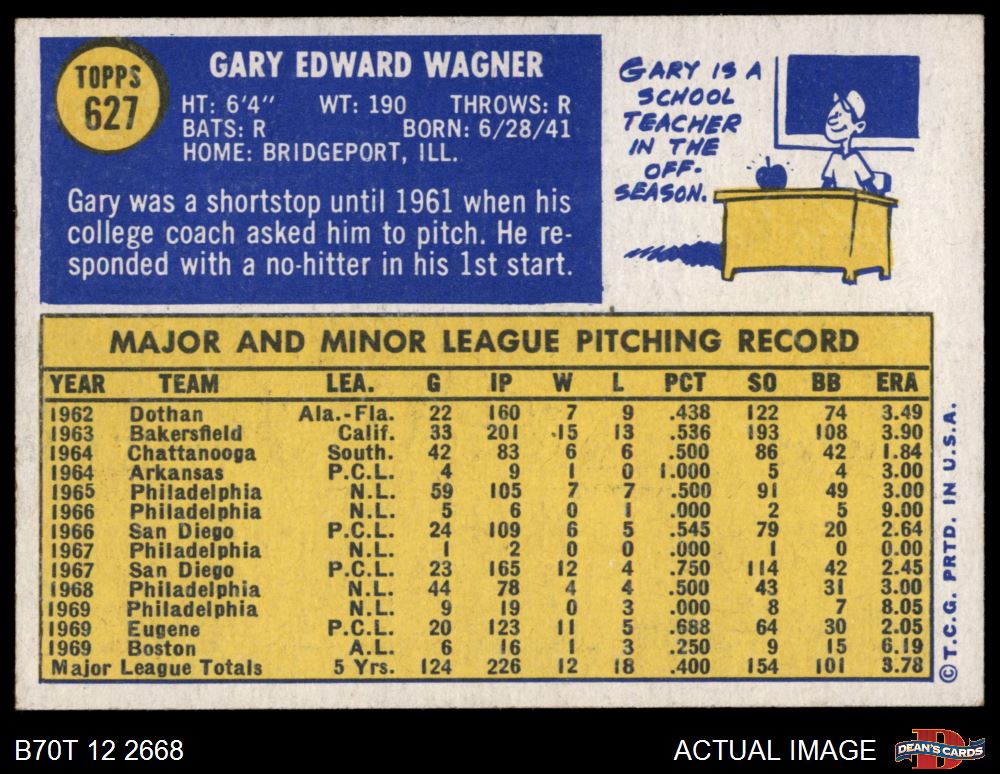 TOPPS
627
GARY EDWARD WAGNER
HT: 6'4" WT: 190 THROWS: R
BATS: R BORN: 6/28/41
HOME: BRIDGEPORT, ILL.
Gary was a shortstop until 1961 when his
college coach asked him to pitch. He re-
sponded with a no-hitter in his 1st start.
GARY IS A
SCHOOL
TEACHER
IN THE
OFF-
SEASON.
MAJOR AND MINOR LEAGUE PITCHING RECORD
YEAR TEAM LEA. G IP W L PCT SO BB ERA
1962 Dothan Ala.-Fla. 22 160 7 9 .438 122 74 3.49
1963 Bakersfield Calif. 33 201 15 13 .536 193 108 3.90
1964 Chattanooga South. 42 83 6 6 .500 86 42 1.84
1964 Arkansas P.C.L. 4 9 1 0 1.000 5 4 3.00
1965 Philadelphia N.L. 59 105 7 7 .500 91 49 3.00
1966 Philadelphia N.L. 5 6 0 1 .000 2 5 9.00
1966 San Diego P.C.L. 24 109 6 5 .545 79 20 2.64
1967 Philadelphia N.L. 1 2 0 0 .000 1 0 0.00
1967 San Diego P.C.L. 23 165 12 4 .750 114 42 2.45
1968 Philadelphia N.L. 44 78 4 4 .500 43 31 3.00
1969 Philadelphia N.L. 9 19 0 3 .000 8 7 8.05
1969 Eugene P.C.L. 20 123 11 5 .688 64 30 2.05
1969 Boston A.L. 6 16 1 3 .250 9 15 6.19
Major League Totals 5 Yrs. 124 226 12 18 .400 154 101 3.78
©T.C.G. PRTD. IN U.S.A.
B70T 12 2668
ACTUAL IMAGE
DEAN'S CARDS